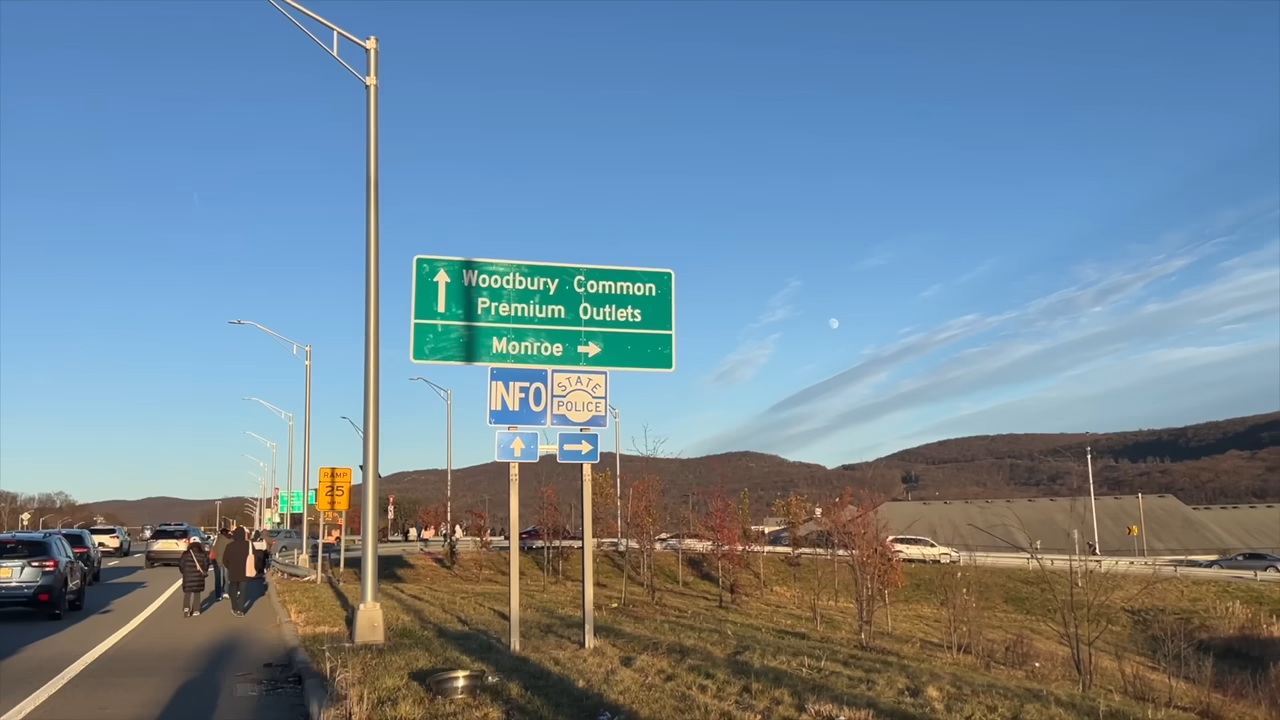 Woodbury Common
Premium Outlets
Monroe
INFO
STATE
POLICE
RAMP
25